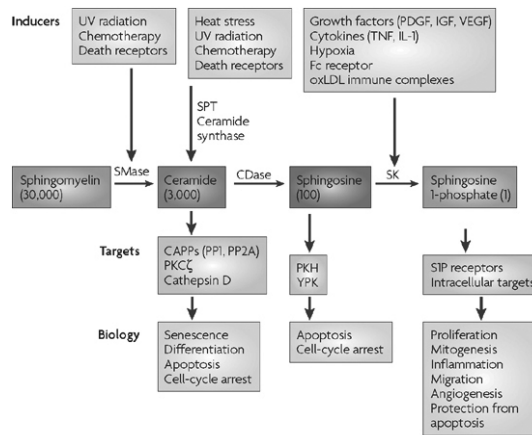 Inducers
UV radiation
Chemotherapy
Death receptors
Heat stress
UV radiation
Chemotherapy
Death receptors
Growth factors (PDGF, IGF, VEGF)
Cytokines (TNF, IL-1)
Hypoxia
Fc receptor
oxLDL immune complexes
SPT
Ceramide
synthase
Sphingomyelin
(30,000)
SMase
Ceramide
(3,000)
CDase
Sphingosine
(100)
SK
Sphingosine
1-phosphate (1)
Targets
CAPPs (PP1, PP2A)
PKCζ
Cathepsin D
PKH
YPK
S1P receptors
Intracellular targets
Biology
Senescence
Differentiation
Apoptosis
Cell-cycle arrest
Apoptosis
Cell-cycle arrest
Proliferation
Mitogenesis
Inflammation
Migration
Angiogenesis
Protection from
apoptosis